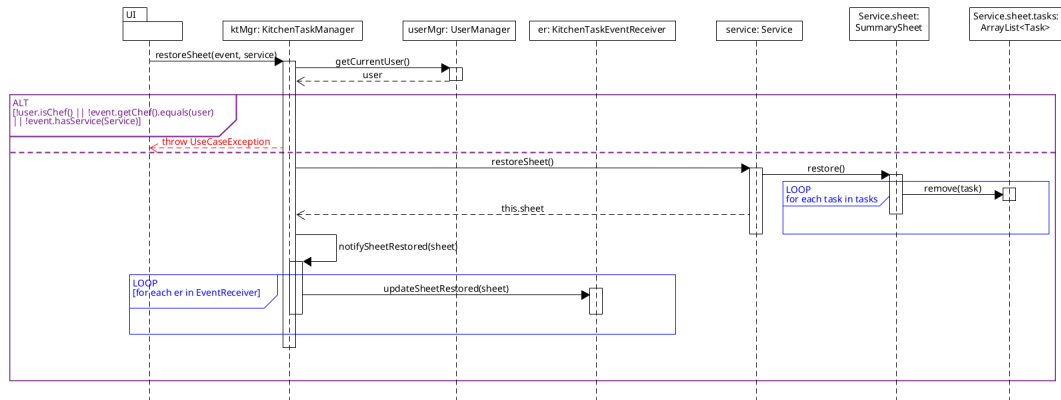 UI
ktMgr: KitchenTaskManager
userMgr: UserManager
er: KitchenTaskEventReceiver
service: Service
Service.sheet:
SummarySheet
Service.sheet.tasks:
ArrayList<Task>
restoreSheet(event, service)
getCurrentUser()
user
ALT
[!user.isChef() || !event.getChef().equals(user)
|| !event.hasService(Service)]
throw UseCaseException
restoreSheet()
restore()
LOOP
for each task in tasks
remove(task)
this.sheet
notifySheetRestored(sheet)
LOOP
[for each er in EventReceiver]
updateSheetRestored(sheet)